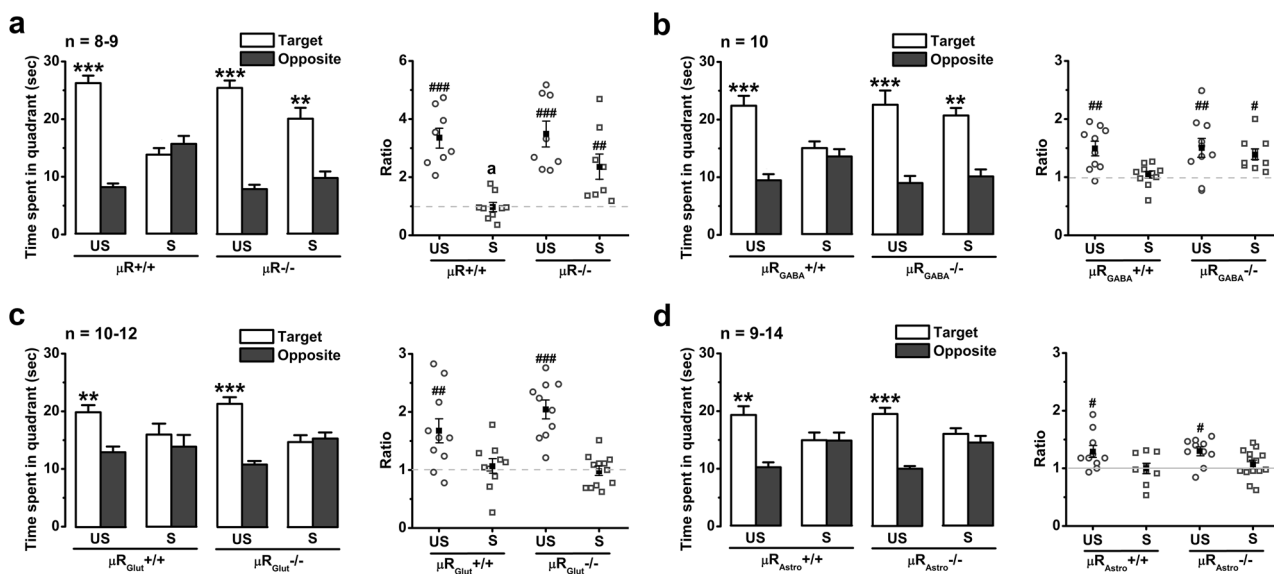 a
n = 8-9
Target
Opposite
Time spent in quadrant (sec)
30
20
10
0
***
***
**
US
S
US
S
μR+/+
μR-/-
Ratio
6
4
2
0
###
a
###
##
US
S
US
S
μR+/+
μR-/-
b
n = 10
Target
Opposite
Time spent in quadrant (sec)
30
20
10
0
***
***
**
US
S
US
S
μRGABA+/+
μRGABA-/-
Ratio
3
2
1
0
##
##
#
US
S
US
S
μRGABA+/+
μRGABA-/-
c
n = 10-12
Target
Opposite
Time spent in quadrant (sec)
30
20
10
0
**
***
US
S
US
S
μRGlut+/+
μRGlut-/-
Ratio
3
2
1
0
##
###
US
S
US
S
μRGlut+/+
μRGlut-/-
d
n = 9-14
Target
Opposite
Time spent in quadrant (sec)
30
20
10
0
**
***
US
S
US
S
μRAstro+/+
μRAstro-/-
Ratio
3
2
1
0
#
#
US
S
US
S
μRAstro+/+
μRAstro-/-